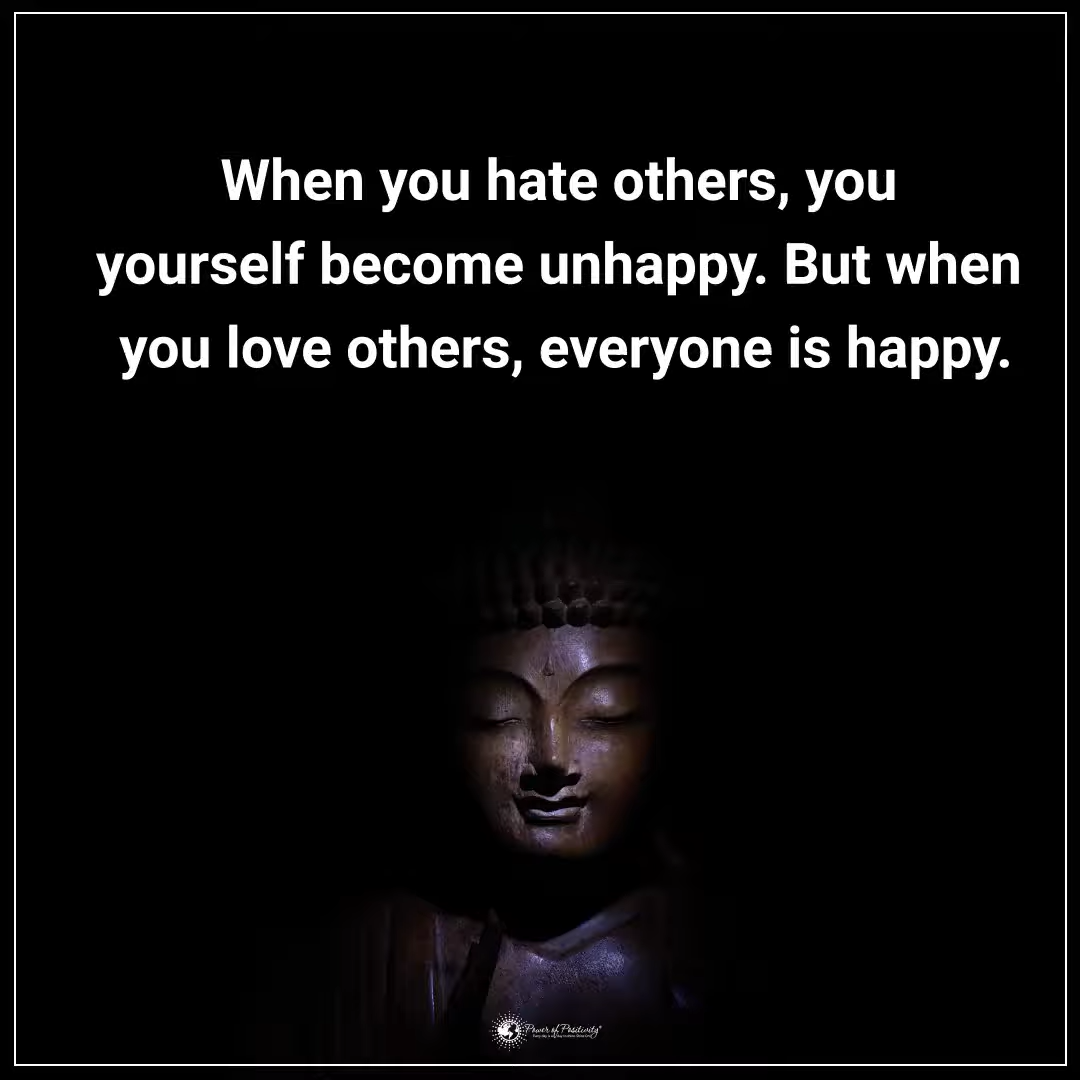 When you hate others, you
yourself become unhappy. But when
you love others, everyone is happy.
Power of Positivity®